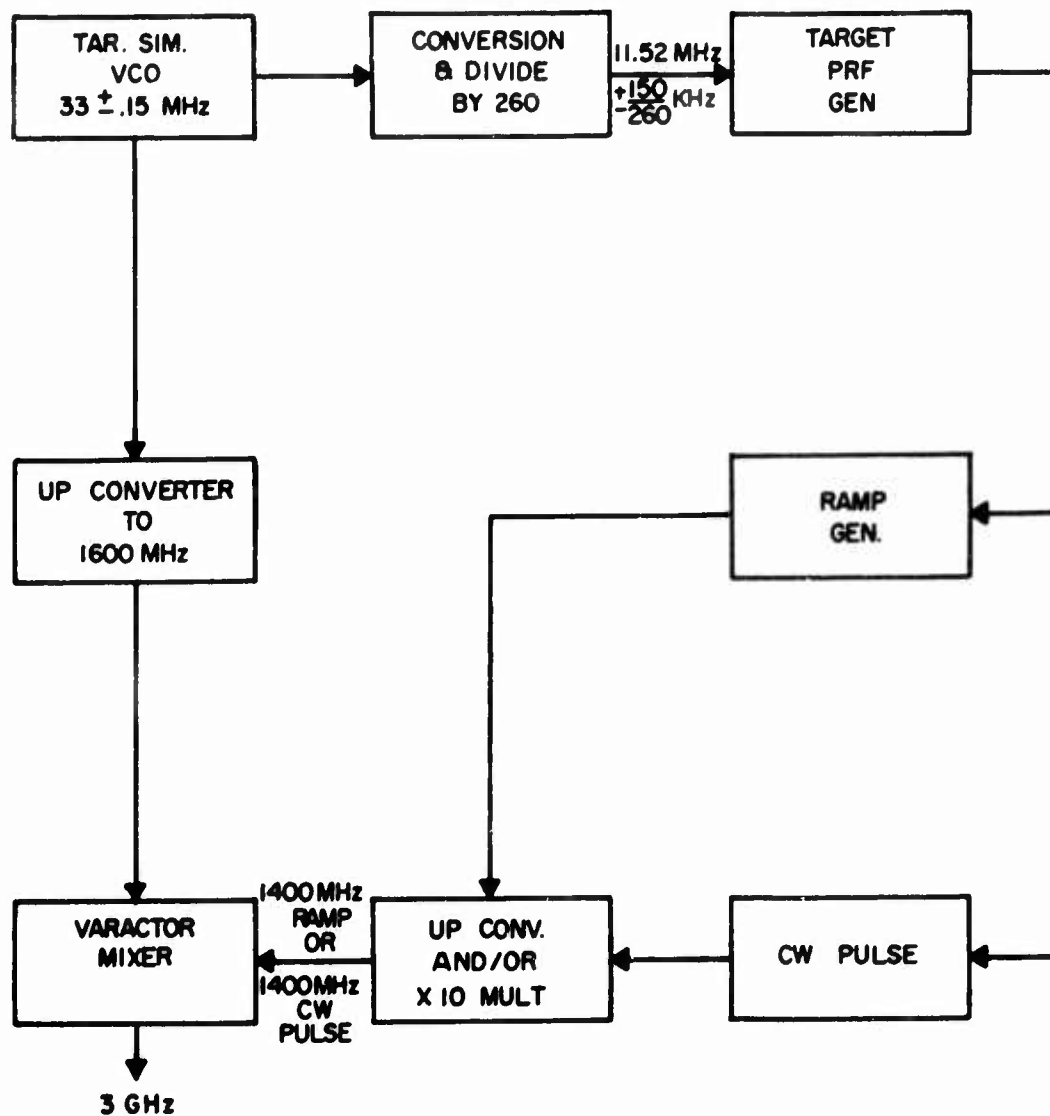 TAR. SIM.
VCO
33 ± .15 MHz
CONVERSION
& DIVIDE
BY 260
11.52 MHz
±150/260 KHz
TARGET
PRF
GEN
UP CONVERTER
TO
1600 MHz
RAMP
GEN.
VARACTOR
MIXER
1400 MHz
RAMP
OR
1400 MHz
CW
PULSE
UP CONV.
AND/OR
X 10 MULT
CW PULSE
3 GHz